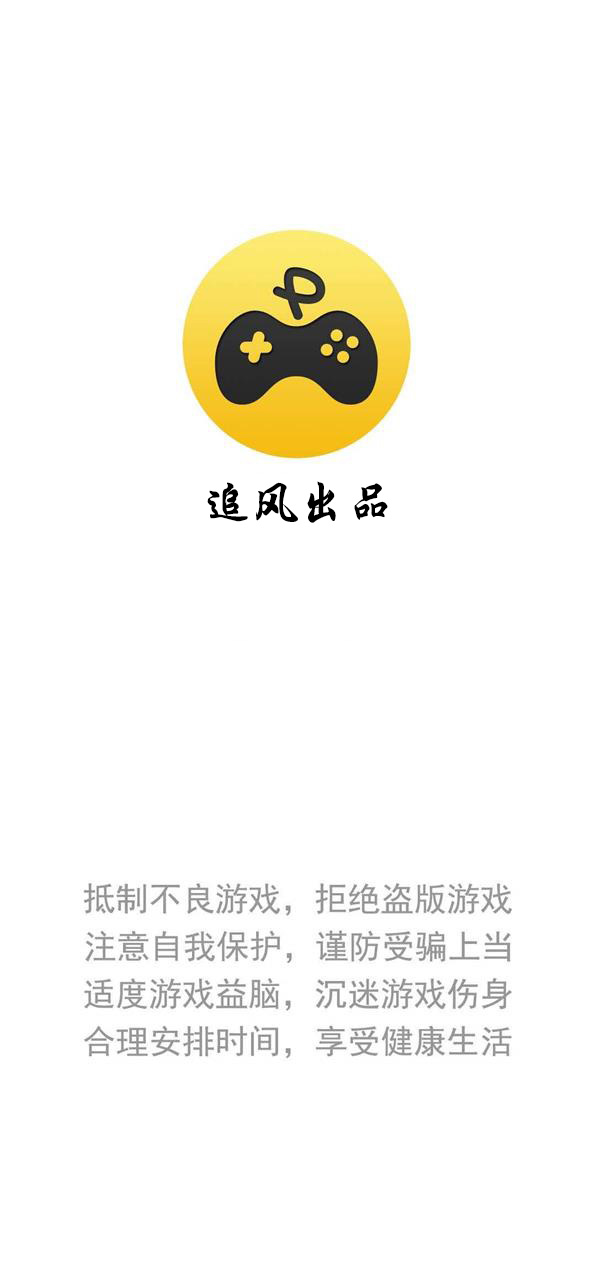 追风出品
抵制不良游戏，拒绝盗版游戏
注意自我保护，谨防受骗上当
适度游戏益脑，沉迷游戏伤身
合理安排时间，享受健康生活